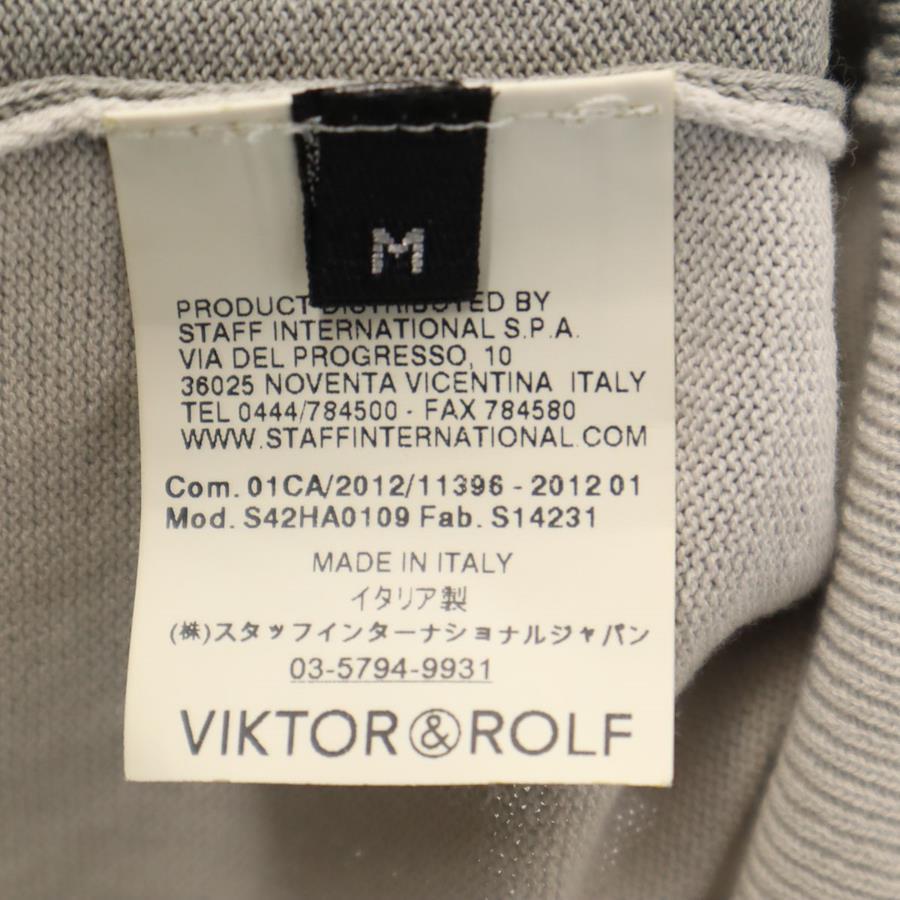 M
PRODUCT DISTRIBUTED BY
STAFF INTERNATIONAL S.P.A.
VIA DEL PROGRESSO, 10
36025 NOVENTA VICENTINA ITALY
TEL 0444/784500 - FAX 784580
WWW.STAFFINTERNATIONAL.COM
Com. 01CA/2012/11396 - 2012 01
Mod. S42HA0109 Fab. S14231
MADE IN ITALY
イタリア製
(株)スタッフインターナショナルジャパン
03-5794-9931
VIKTOR&ROLF